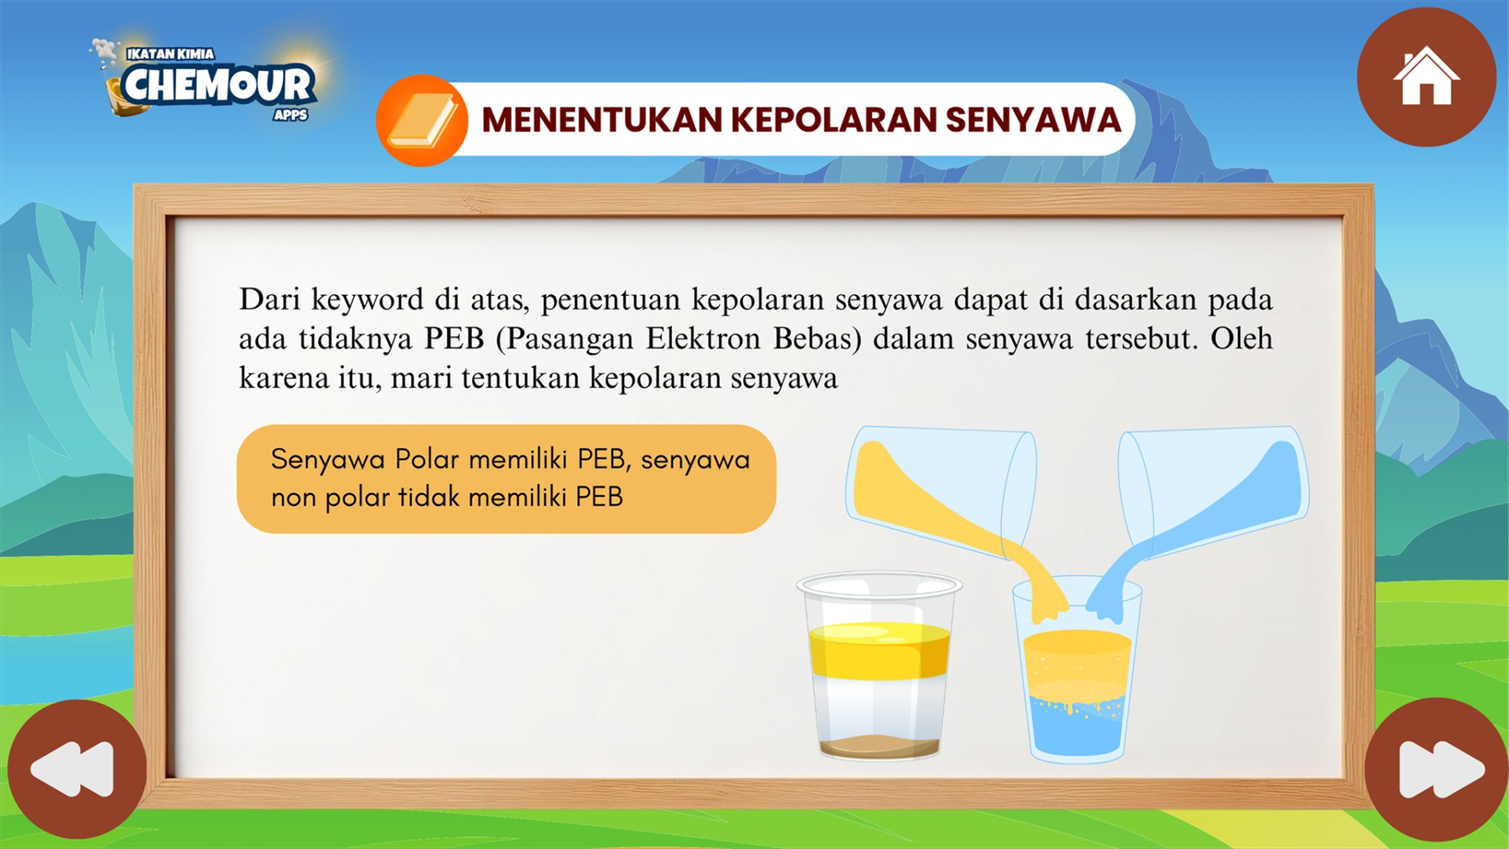 IKATAN KIMIA
CHEMOUR
APPS
MENENTUKAN KEPOLARAN SENYAWA
Dari keyword di atas, penentuan kepolaran senyawa dapat di dasarkan pada
ada tidaknya PEB (Pasangan Elektron Bebas) dalam senyawa tersebut. Oleh
karena itu, mari tentukan kepolaran senyawa
Senyawa Polar memiliki PEB, senyawa
non polar tidak memiliki PEB